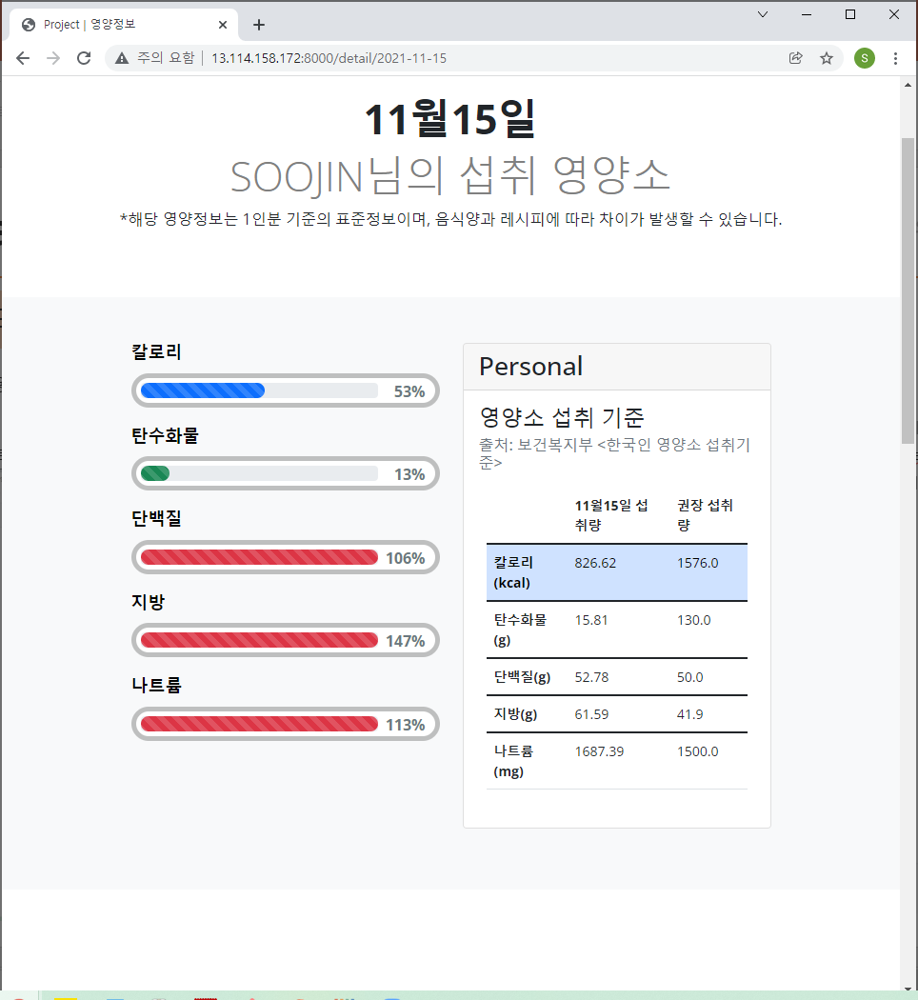 Project | 영양정보
주의 요함 | 13.114.158.172:8000/detail/2021-11-15
S
11월15일
SOOJIN님의 섭취 영양소
*해당 영양정보는 1인분 기준의 표준정보이며, 음식양과 레시피에 따라 차이가 발생할 수 있습니다.
칼로리
53%
탄수화물
13%
단백질
106%
지방
147%
나트륨
113%
Personal
영양소 섭취 기준
출처: 보건복지부 <한국인 영양소 섭취기
준>
11월15일 섭 권장 섭취
취량 량
칼로리 826.62 1576.0
(kcal)
탄수화물 15.81 130.0
(g)
단백질(g) 52.78 50.0
지방(g) 61.59 41.9
나트륨 1687.39 1500.0
(mg)